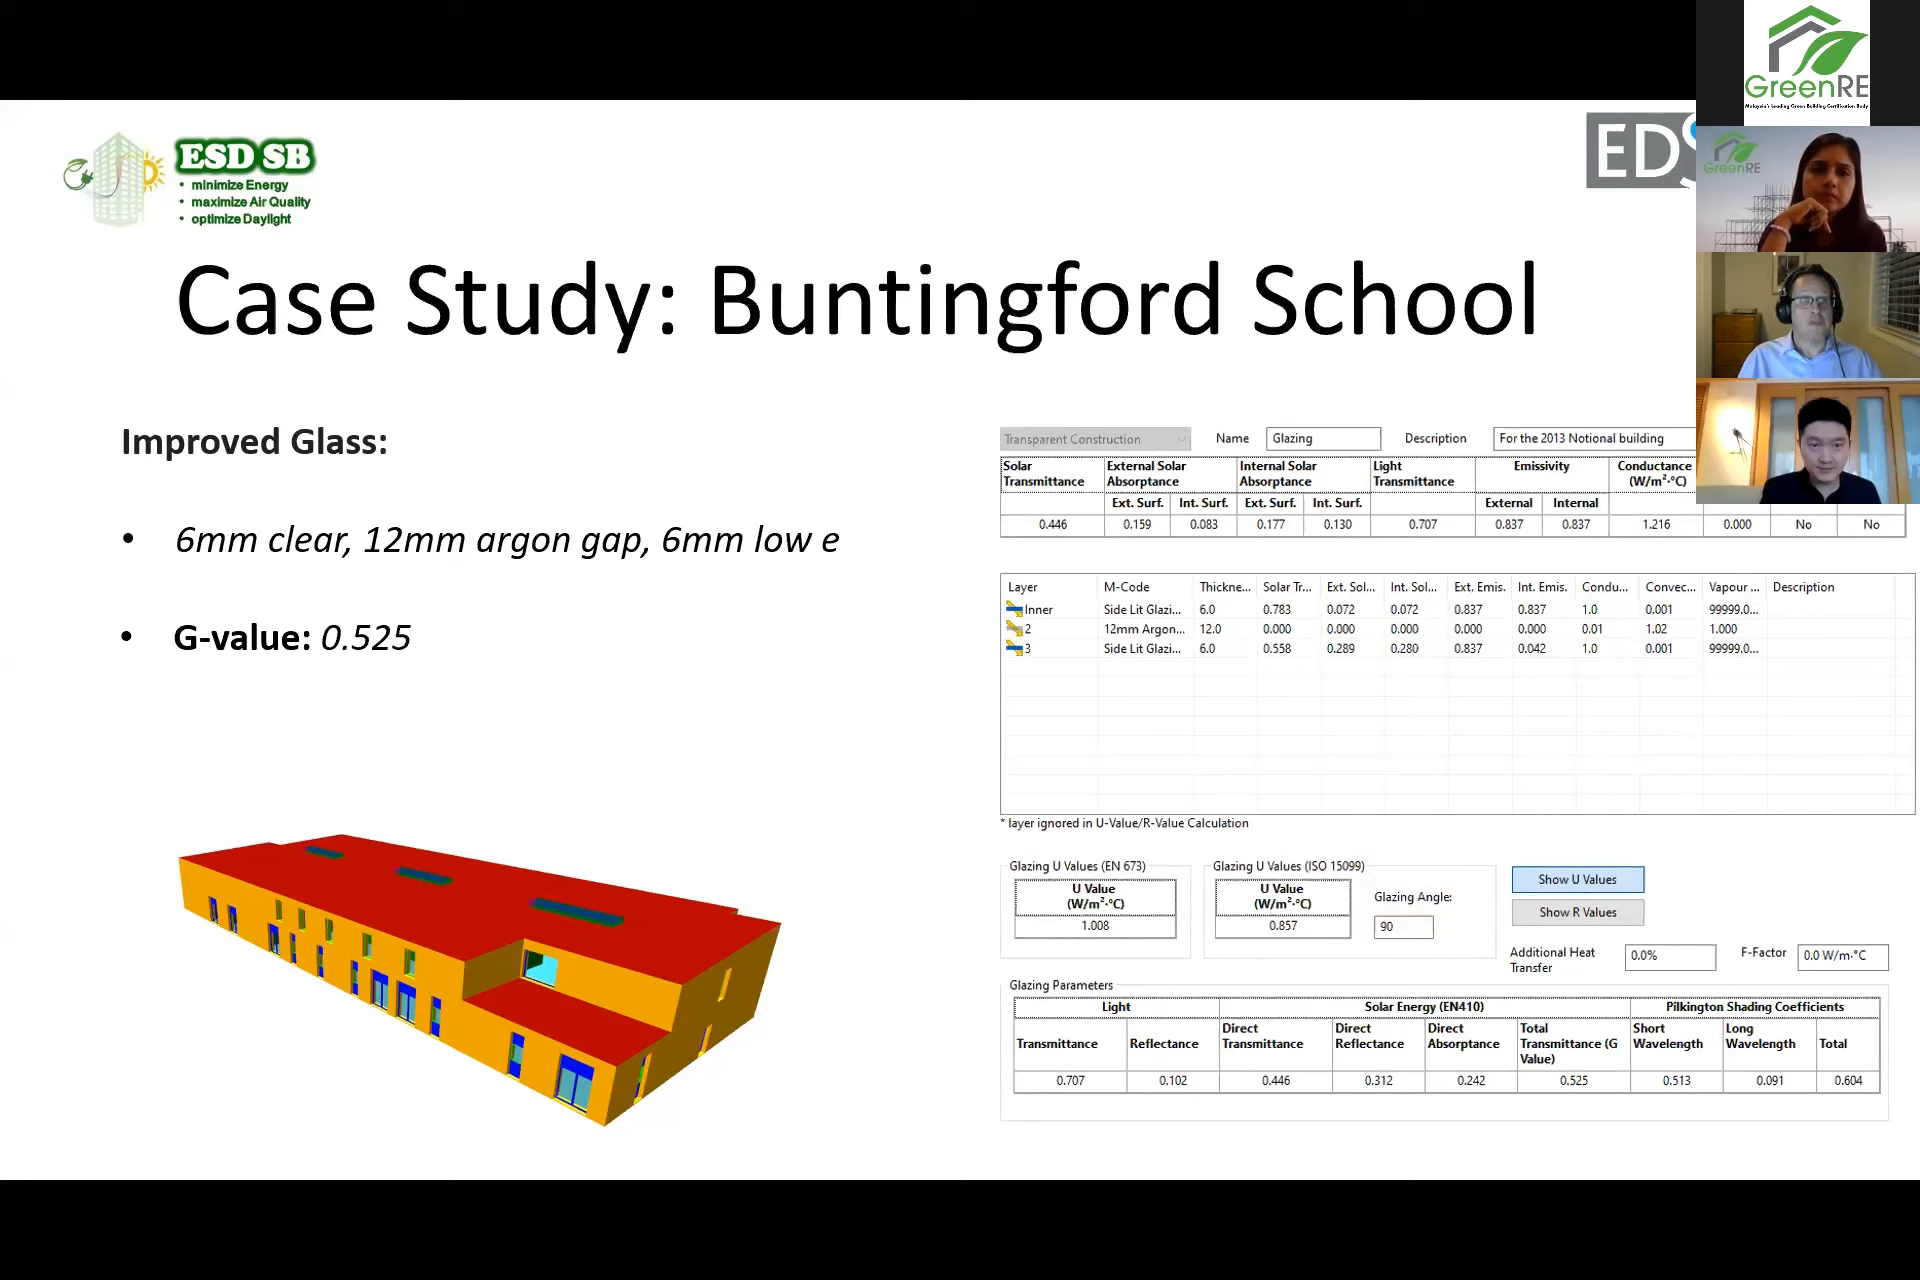 GreenRE
Malaysia's Leading Green Building Certification Body
GreenRE
ESD SB
• minimize Energy
• maximize Air Quality
• optimize Daylight
EDS
Case Study: Buntingford School
Improved Glass:
• 6mm clear, 12mm argon gap, 6mm low e
• G-value: 0.525
Transparent Construction Name Glazing Description For the 2013 Notional building
Solar Transmittance External Solar Absorptance Internal Solar Absorptance Light Transmittance Emissivity Conductance (W/m²·°C)
Ext. Surf. Int. Surf. Ext. Surf. Int. Surf. External Internal
0.446 0.159 0.083 0.177 0.130 0.707 0.837 0.837 1.216 0.000 No No
Layer M-Code Thickne... Solar Tr... Ext. Sol... Int. Sol... Ext. Emis. Int. Emis. Condu... Convec... Vapour ... Description
Inner Side Lit Glazi... 6.0 0.783 0.072 0.072 0.837 0.837 1.0 0.001 99999.0...
2 12mm Argon... 12.0 0.000 0.000 0.000 0.000 0.000 0.01 1.02 1.000
3 Side Lit Glazi... 6.0 0.558 0.289 0.280 0.837 0.042 1.0 0.001 99999.0...
* layer ignored in U-Value/R-Value Calculation
Glazing U Values (EN 673) Glazing U Values (ISO 15099)
U Value (W/m²·°C) U Value (W/m²·°C) Glazing Angle:
1.008 0.857 90
Show U Values
Show R Values
Additional Heat Transfer 0.0% F-Factor 0.0 W/m·°C
Glazing Parameters
Light Solar Energy (EN410) Pilkington Shading Coefficients
Transmittance Reflectance Direct Transmittance Direct Reflectance Direct Absorptance Total Transmittance (G Value) Short Wavelength Long Wavelength Total
0.707 0.102 0.446 0.312 0.242 0.525 0.513 0.091 0.604